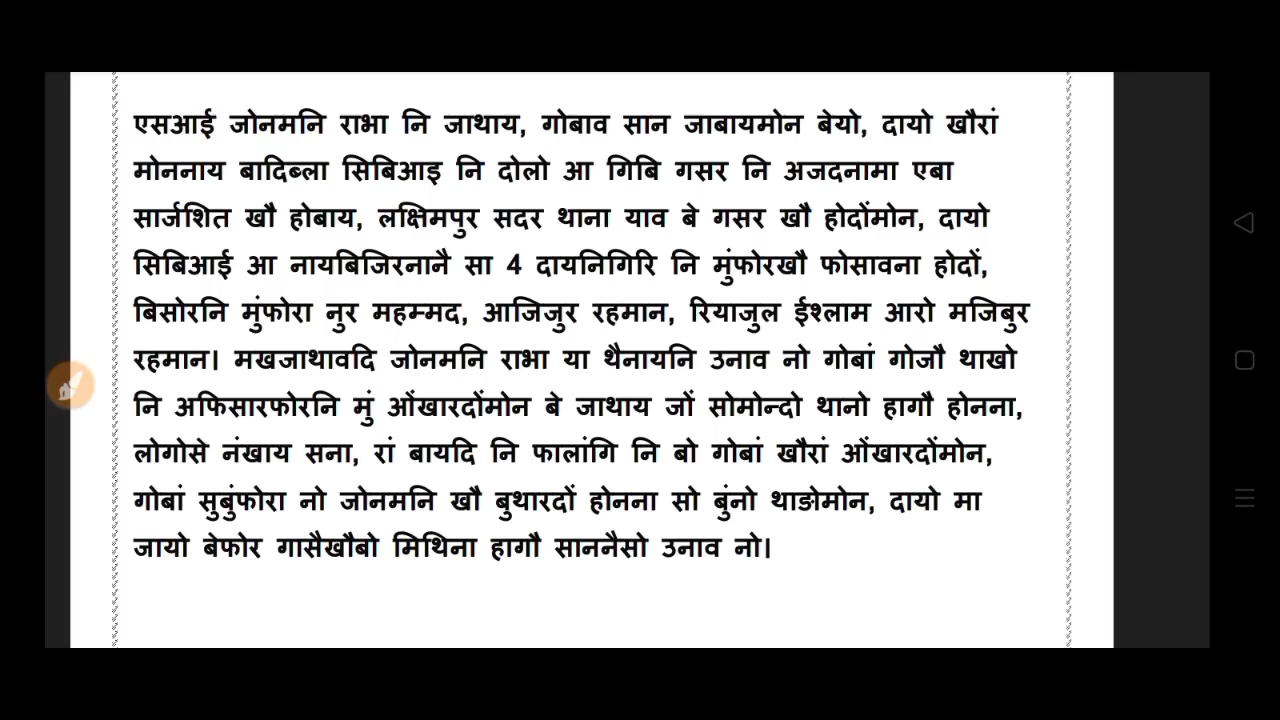 एसआई जोनमनि राभा नि जाथाय, गोबाव सान जाबायमोन बेयो, दायो खौरां
मोननाय बादिब्ला सिबिआइ नि दोलो आ गिबि गसर नि अजदनामा एबा
सार्जशित खौ होबाय, लक्षिमपुर सदर थाना याव बे गसर खौ होदोंमोन, दायो
सिबिआई आ नायबिजिरनानै सा 4 दायनिगिरि नि मुंफोरखौ फोसावना होदों,
बिसोरनि मुंफोरा नुर महम्मद, आजिजुर रहमान, रियाजुल ईश्लाम आरो मजिबुर
रहमान। मखजाथावदि जोनमनि राभा या थैनायनि उनाव नो गोबां गोजौ थाखो
नि अफिसारफोरनि मुं ओंखारदोंमोन बे जाथाय जों सोमोन्दो थानो हागौ होनना,
लोगोसे नंखाय सना, रां बायदि नि फालांगि नि बो गोबां खौरां ओंखारदोंमोन,
गोबां सुबुंफोरा नो जोनमनि खौ बुथारदों होनना सो बुंनो थाङोमोन, दायो मा
जायो बेफोर गासैखौबो मिथिना हागौ साननैसो उनाव नो।